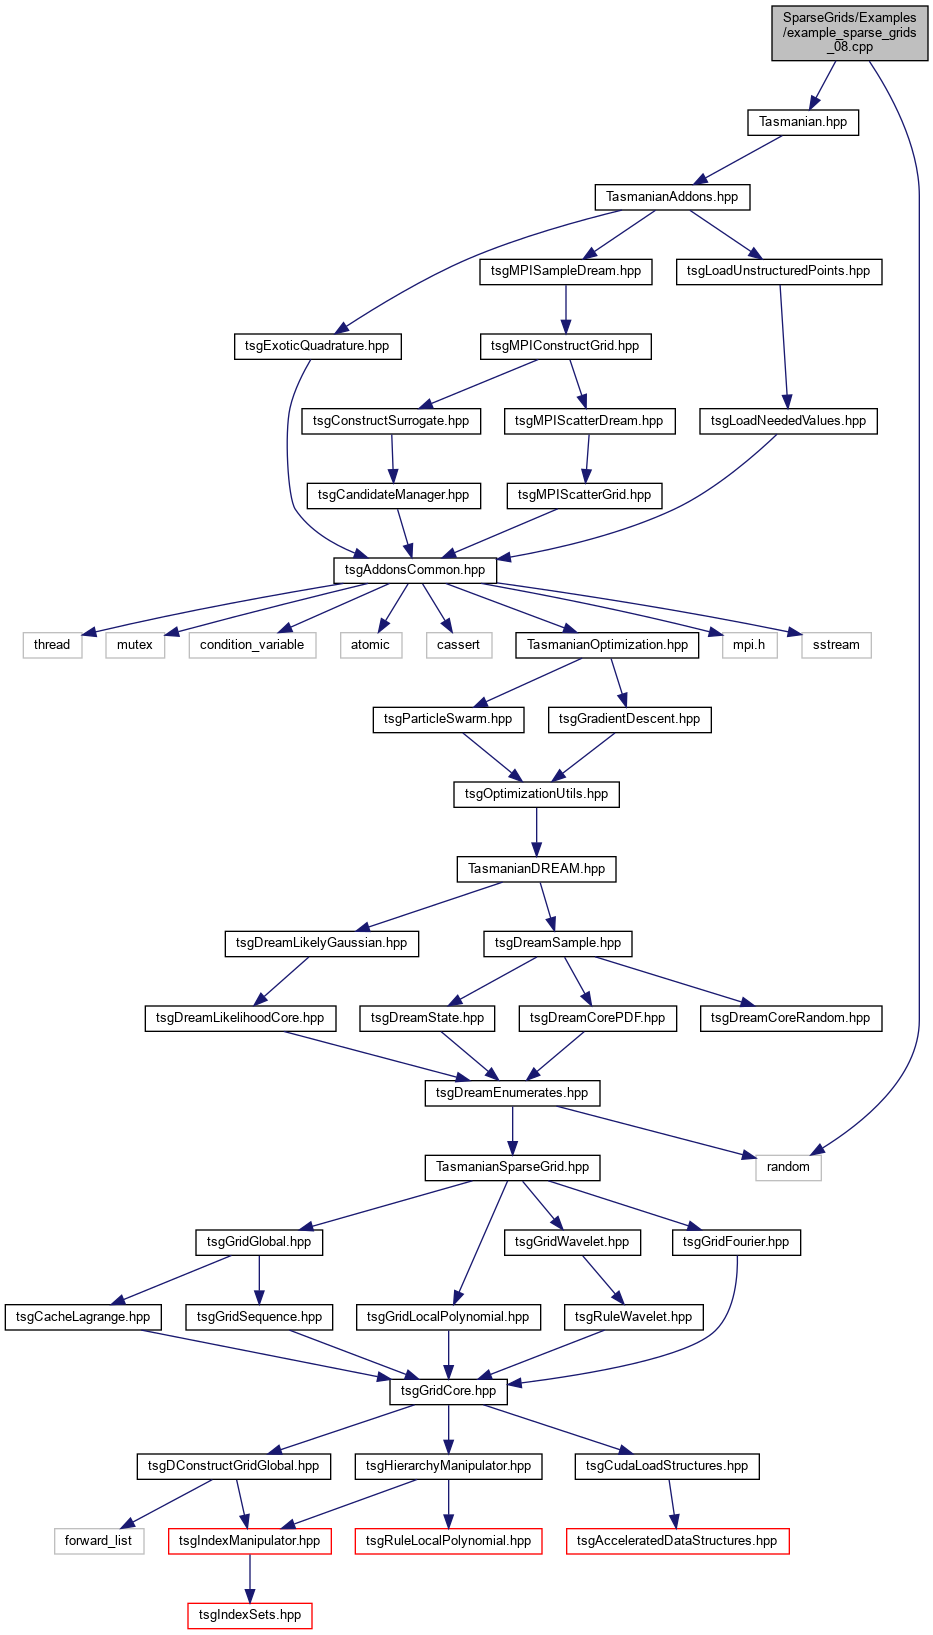 SparseGrids/Examples
/example_sparse_grids
_08.cpp
Tasmanian.hpp
TasmanianAddons.hpp
tsgMPISampleDream.hpp
tsgLoadUnstructuredPoints.hpp
tsgExoticQuadrature.hpp
tsgMPIConstructGrid.hpp
tsgConstructSurrogate.hpp
tsgMPIScatterDream.hpp
tsgLoadNeededValues.hpp
tsgCandidateManager.hpp
tsgMPIScatterGrid.hpp
tsgAddonsCommon.hpp
thread
mutex
condition_variable
atomic
cassert
TasmanianOptimization.hpp
mpi.h
sstream
tsgParticleSwarm.hpp
tsgGradientDescent.hpp
tsgOptimizationUtils.hpp
TasmanianDREAM.hpp
tsgDreamLikelyGaussian.hpp
tsgDreamSample.hpp
tsgDreamLikelihoodCore.hpp
tsgDreamState.hpp
tsgDreamCorePDF.hpp
tsgDreamCoreRandom.hpp
tsgDreamEnumerates.hpp
TasmanianSparseGrid.hpp
random
tsgGridGlobal.hpp
tsgGridWavelet.hpp
tsgGridFourier.hpp
tsgCacheLagrange.hpp
tsgGridSequence.hpp
tsgGridLocalPolynomial.hpp
tsgRuleWavelet.hpp
tsgGridCore.hpp
tsgDConstructGridGlobal.hpp
tsgHierarchyManipulator.hpp
tsgCudaLoadStructures.hpp
forward_list
tsgIndexManipulator.hpp
tsgRuleLocalPolynomial.hpp
tsgAcceleratedDataStructures.hpp
tsgIndexSets.hpp